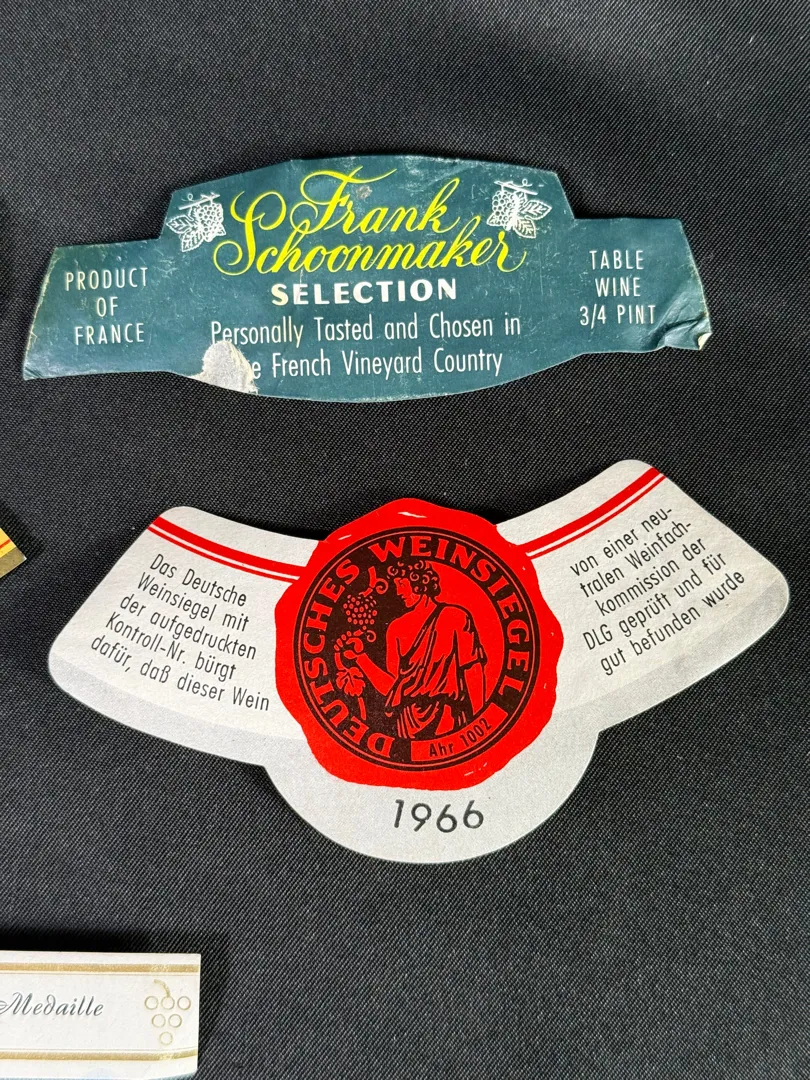 Frank
Schoonmaker
SELECTION
PRODUCT
OF
FRANCE
Personally Tasted and Chosen in
e French Vineyard Country
TABLE
WINE
3/4 PINT
Das Deutsche
Weinsiegel mit
der aufgedruckten
Kontroll-Nr. bürgt
dafür, daß dieser Wein
DEUTSCHES WEINSIEGEL
Ahr 1002
1966
von einer neu-
tralen Weinfach-
kommission der
DLG geprüft und für
gut befunden wurde
Medaille